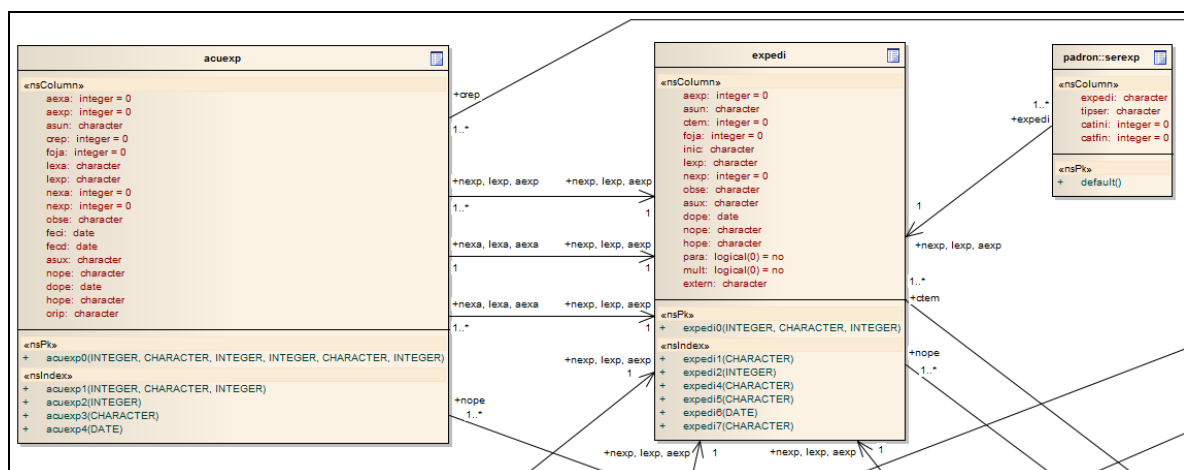 acuexp
«nsColumn»
aexa: integer = 0
aexp: integer = 0
asun: character
crep: integer = 0
foja: integer = 0
lexa: character
lexp: character
nexa: integer = 0
nexp: integer = 0
obse: character
feci: date
fecd: date
asux: character
nope: character
dope: date
hope: character
orip: character
«nsPk»
+ acuexp0(INTEGER, CHARACTER, INTEGER, INTEGER, CHARACTER, INTEGER)
«nsIndex»
+ acuexp1(INTEGER, CHARACTER, INTEGER)
+ acuexp2(INTEGER)
+ acuexp3(CHARACTER)
+ acuexp4(DATE)
+crep
1..*
+nexp, lexp, aexp
+nexp, lexp, aexp
1..*
1
+nexa, lexa, aexa
+nexp, lexp, aexp
1
1
+nexa, lexa, aexa
+nexp, lexp, aexp
1..*
1
+nexp, lexp, aexp
1
+nope
1..*
expedi
«nsColumn»
aexp: integer = 0
asun: character
ctem: integer = 0
foja: integer = 0
inic: character
lexp: character
nexp: integer = 0
obse: character
asux: character
dope: date
nope: character
hope: character
para: logical(0) = no
mult: logical(0) = no
extern: character
«nsPk»
+ expedi0(INTEGER, CHARACTER, INTEGER)
«nsIndex»
+ expedi1(CHARACTER)
+ expedi2(INTEGER)
+ expedi4(CHARACTER)
+ expedi5(CHARACTER)
+ expedi6(DATE)
+ expedi7(CHARACTER)
+nexp, lexp, aexp
1
+nexp, lexp, aexp
1
padron::serexp
«nsColumn»
expedi: character
tipser: character
catini: integer = 0
catfin: integer = 0
«nsPk»
+ default()
1..*
+expedi
1
+nexp, lexp, aexp
1..*
+ctem
+nope
1..*